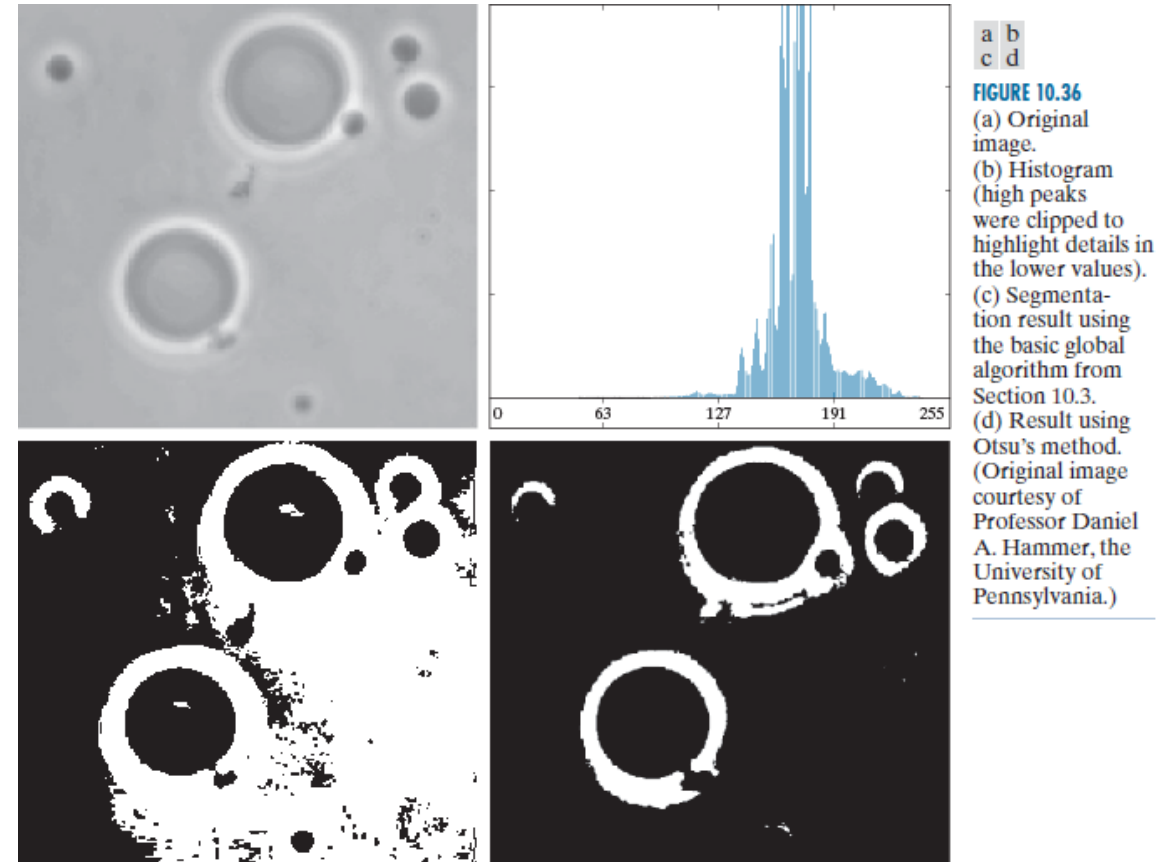 0 63 127 191 255
a b
c d
FIGURE 10.36
(a) Original
image.
(b) Histogram
(high peaks
were clipped to
highlight details in
the lower values).
(c) Segmenta-
tion result using
the basic global
algorithm from
Section 10.3.
(d) Result using
Otsu’s method.
(Original image
courtesy of
Professor Daniel
A. Hammer, the
University of
Pennsylvania.)